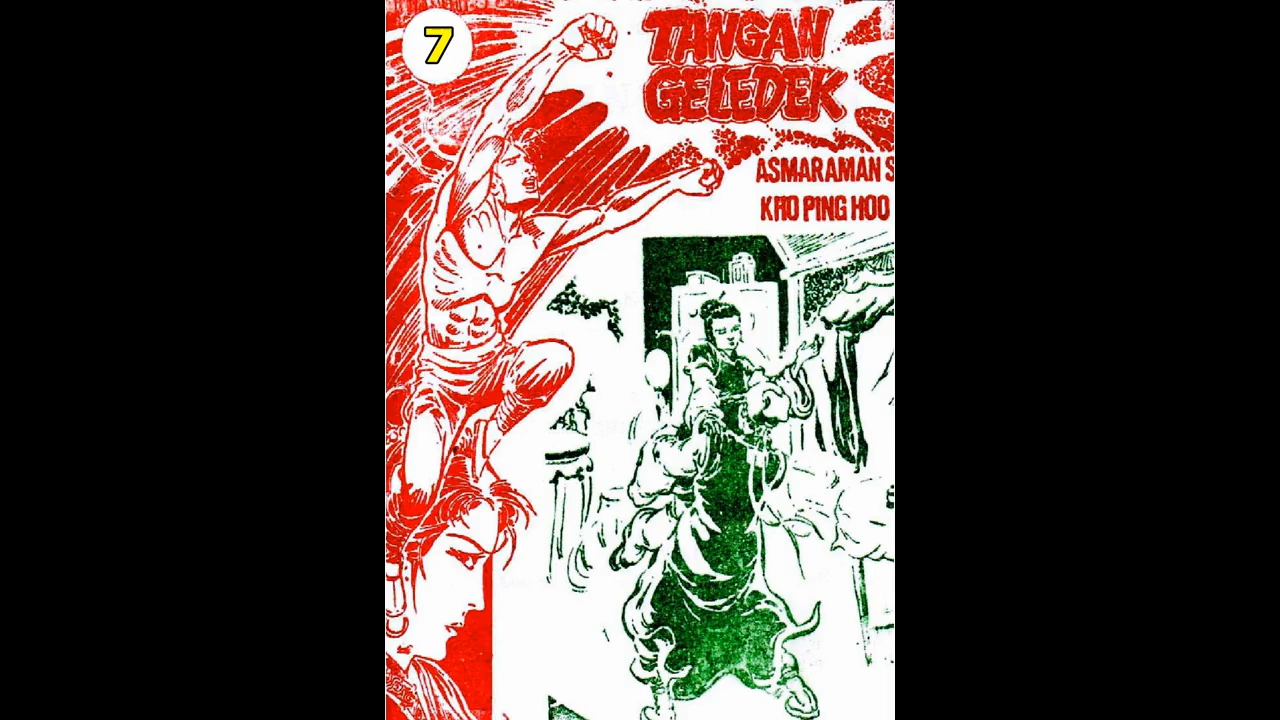 7
TANGAN
GELEDEK
ASMARAMAN S
KHO PING HOO